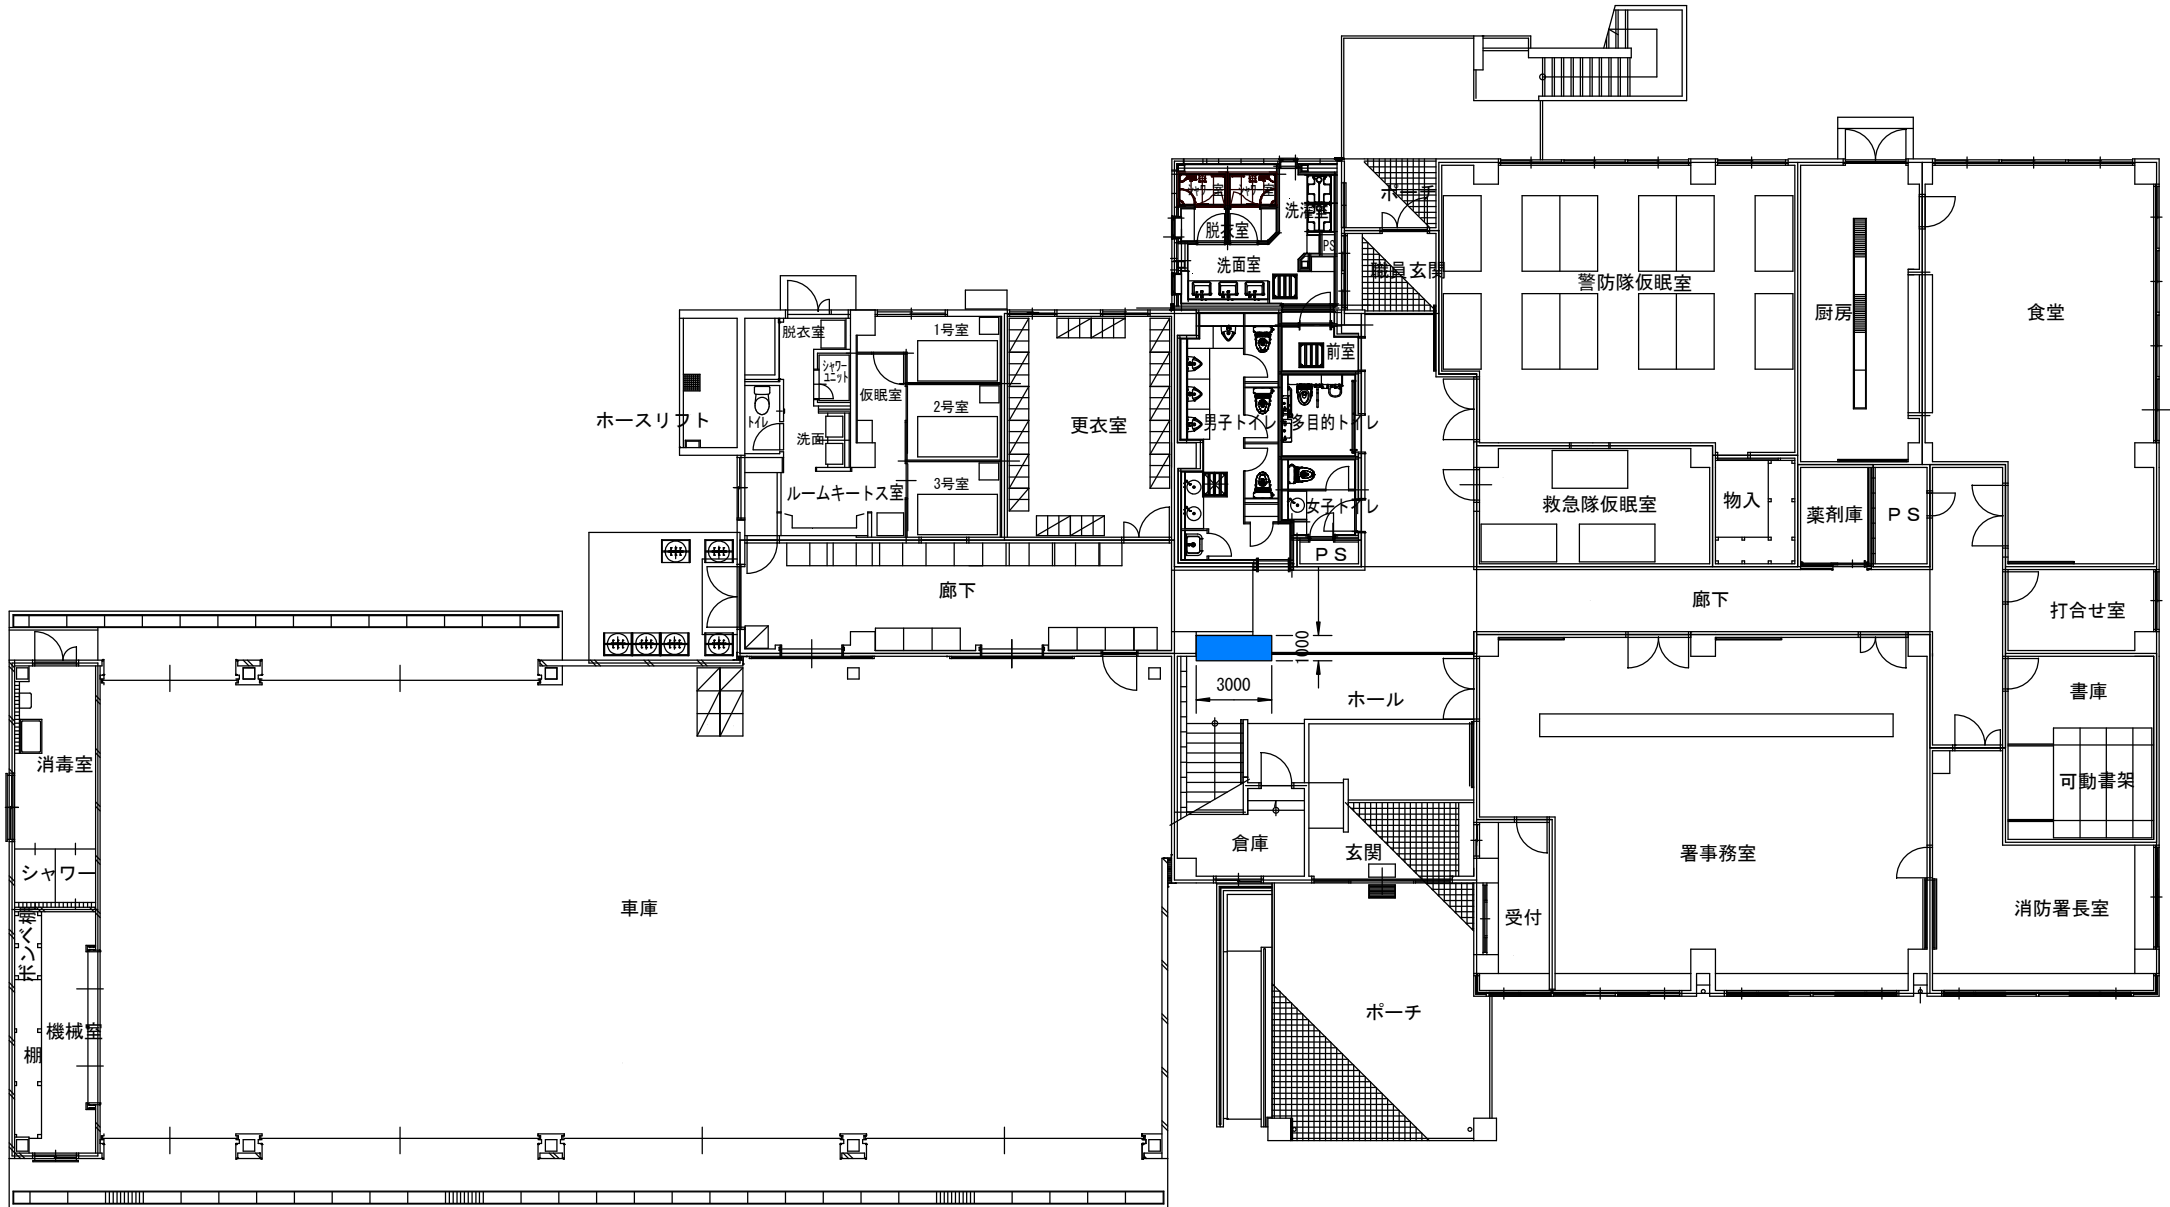 シャワー室
シャワー室
洗濯室
ポーチ
脱衣室
PS
洗面室
職員玄関
警防隊仮眠室
厨房
食堂
脱衣室
1号室
シャワー
ユニット
仮眠室
前室
2号室
ホースリフト
トイレ
洗面
更衣室
男子トイレ
多目的トイレ
3号室
ルームキートス室
女子トイレ
救急隊仮眠室
物入
薬剤庫
PS
PS
廊下
廊下
打合せ室
1000
3000
ホール
書庫
消毒室
可動書架
倉庫
玄関
署事務室
シャワー
車庫
受付
消防署長室
ボンベ棚
ポーチ
機械室
棚